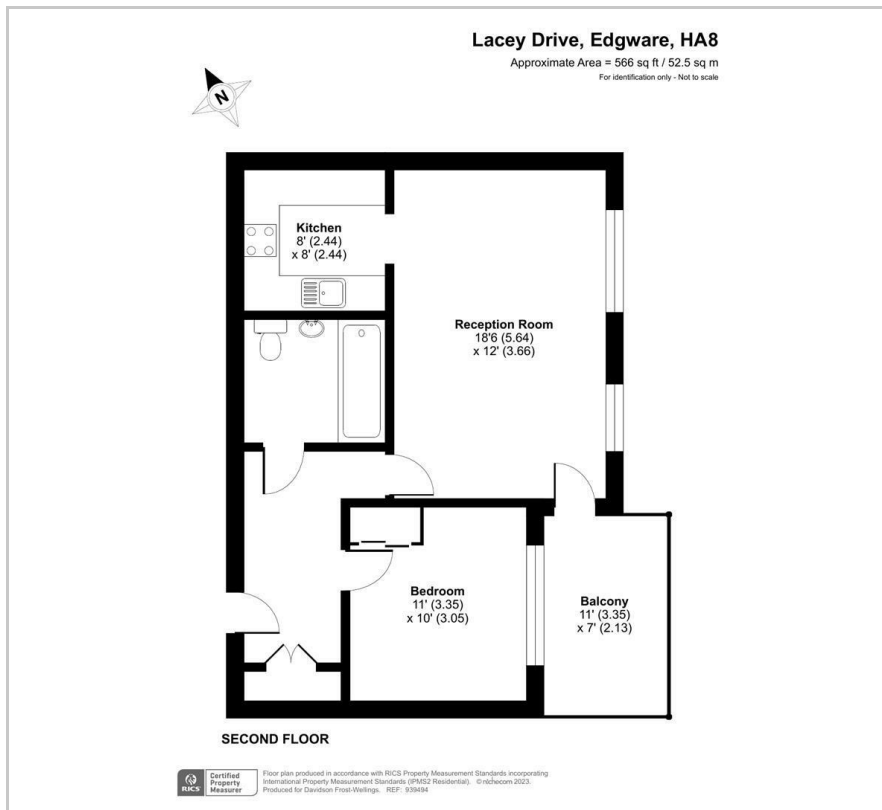 Lacey Drive, Edgware, HA8
Approximate Area = 566 sq ft / 52.5 sq m
For identification only - Not to scale
N
Kitchen
8' (2.44)
x 8' (2.44)
Reception Room
18'6 (5.64)
x 12' (3.66)
Bedroom
11' (3.35)
x 10' (3.05)
Balcony
11' (3.35)
x 7' (2.13)
SECOND FLOOR
RICS
Certified
Property
Measurer
Floor plan produced in accordance with RICS Property Measurement Standards incorporating
International Property Measurement Standards (IPMS2 Residential). © nichecom 2023.
Produced for Davidson Frost-Wellings. REF: 939494